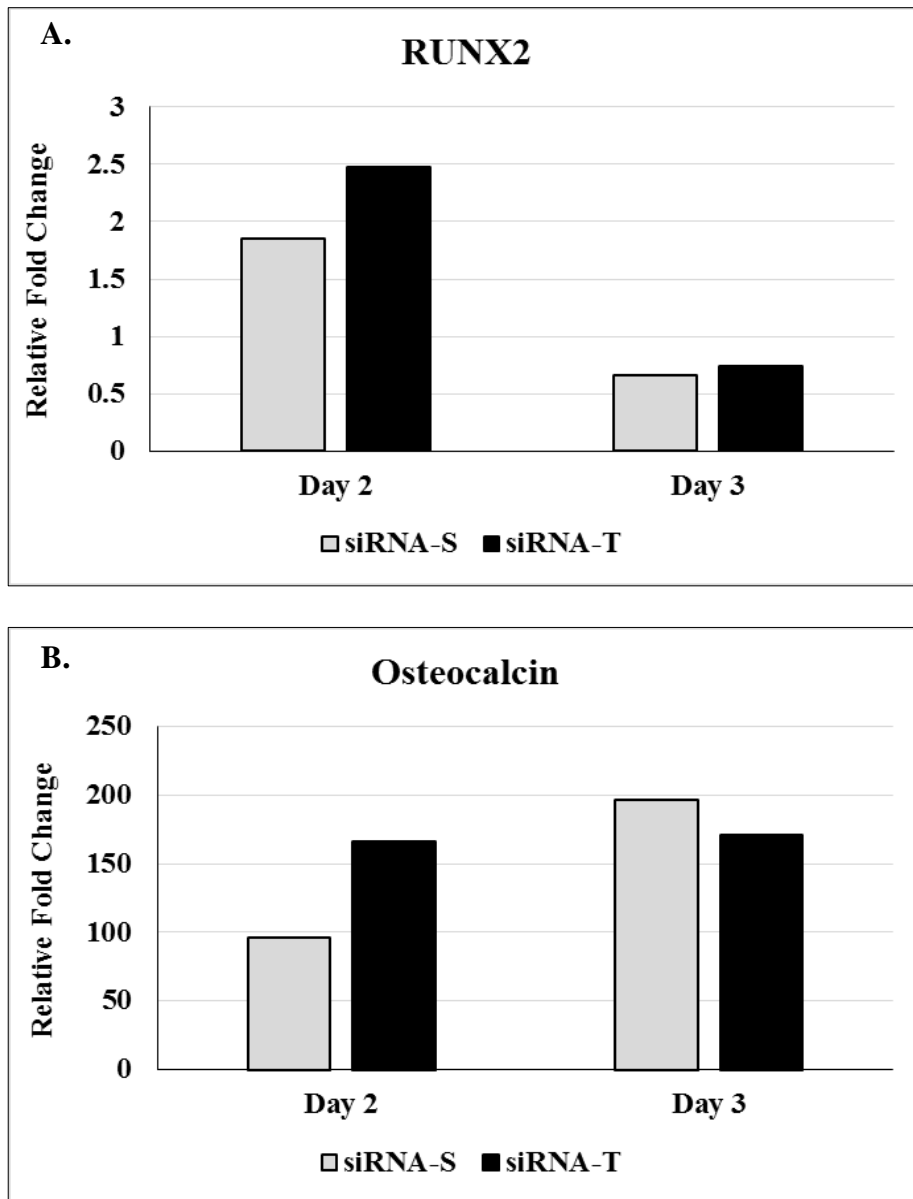 A.
RUNX2
Relative Fold Change
3
2.5
2
1.5
1
0.5
0
Day 2 Day 3
siRNA-S siRNA-T
B.
Osteocalcin
Relative Fold Change
250
200
150
100
50
0
Day 2 Day 3
siRNA-S siRNA-T